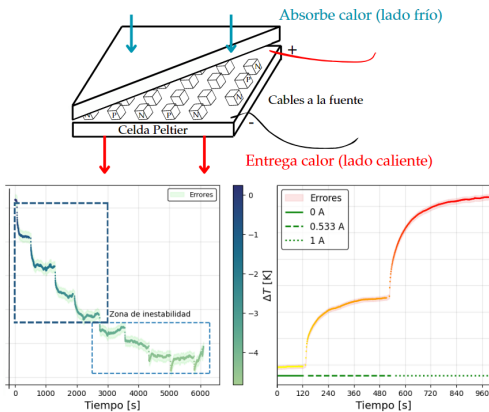 Absorbe calor (lado frío)
+
N
P
N
P
N
N
P
N
Cables a la fuente
Celda Peltier
-
Entrega calor (lado caliente)
Errores
Zona de inestabilidad
0 1000 2000 3000 4000 5000 6000
Tiempo [s]
0
−1
−2
−3
−4
ΔT [K]
Errores
0 A
0.533 A
1 A
0 120 240 360 480 600 720 840 960
Tiempo [s]